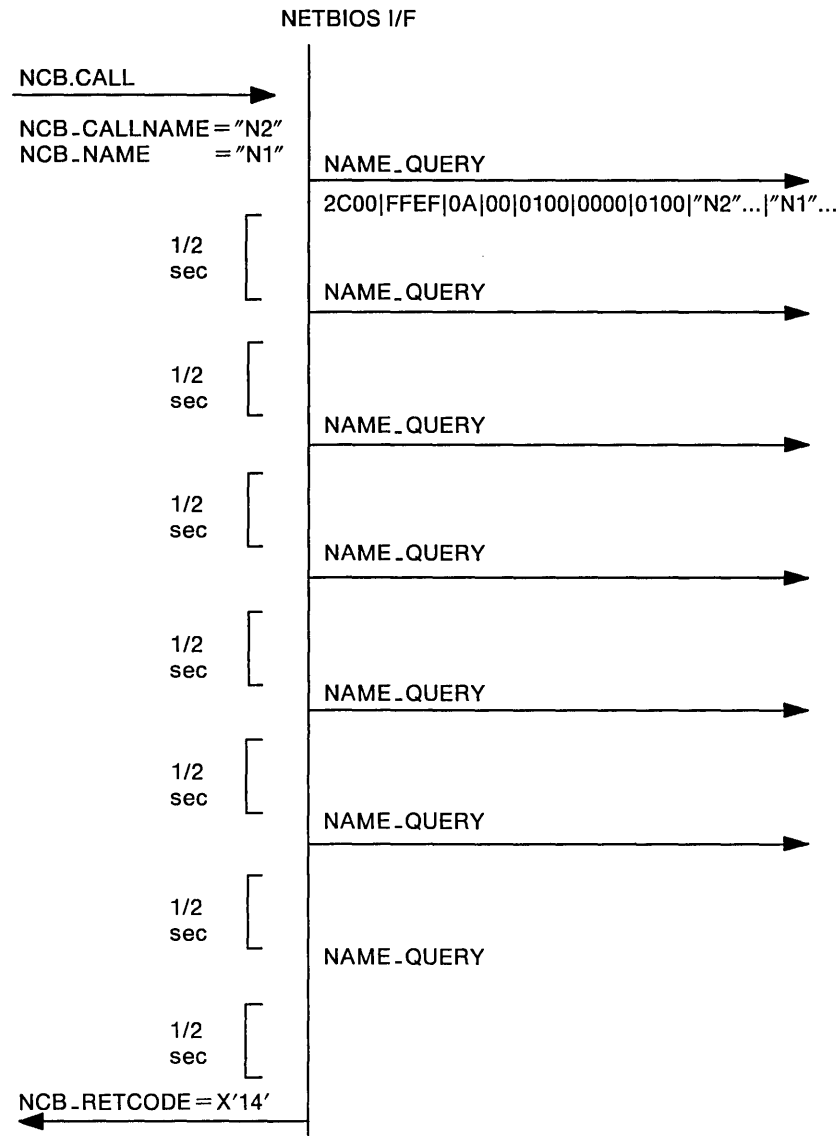 NETBIOS I/F
NCB.CALL
NCB_CALLNAME="N2"
NCB_NAME ="N1"
NAME_QUERY
2C00|FFEF|0A|00|0100|0000|0100|"N2"...|"N1"...
1/2
sec
NAME_QUERY
1/2
sec
NAME_QUERY
1/2
sec
NAME_QUERY
1/2
sec
NAME_QUERY
1/2
sec
NAME_QUERY
1/2
sec
NAME_QUERY
1/2
sec
NCB_RETCODE=X'14'